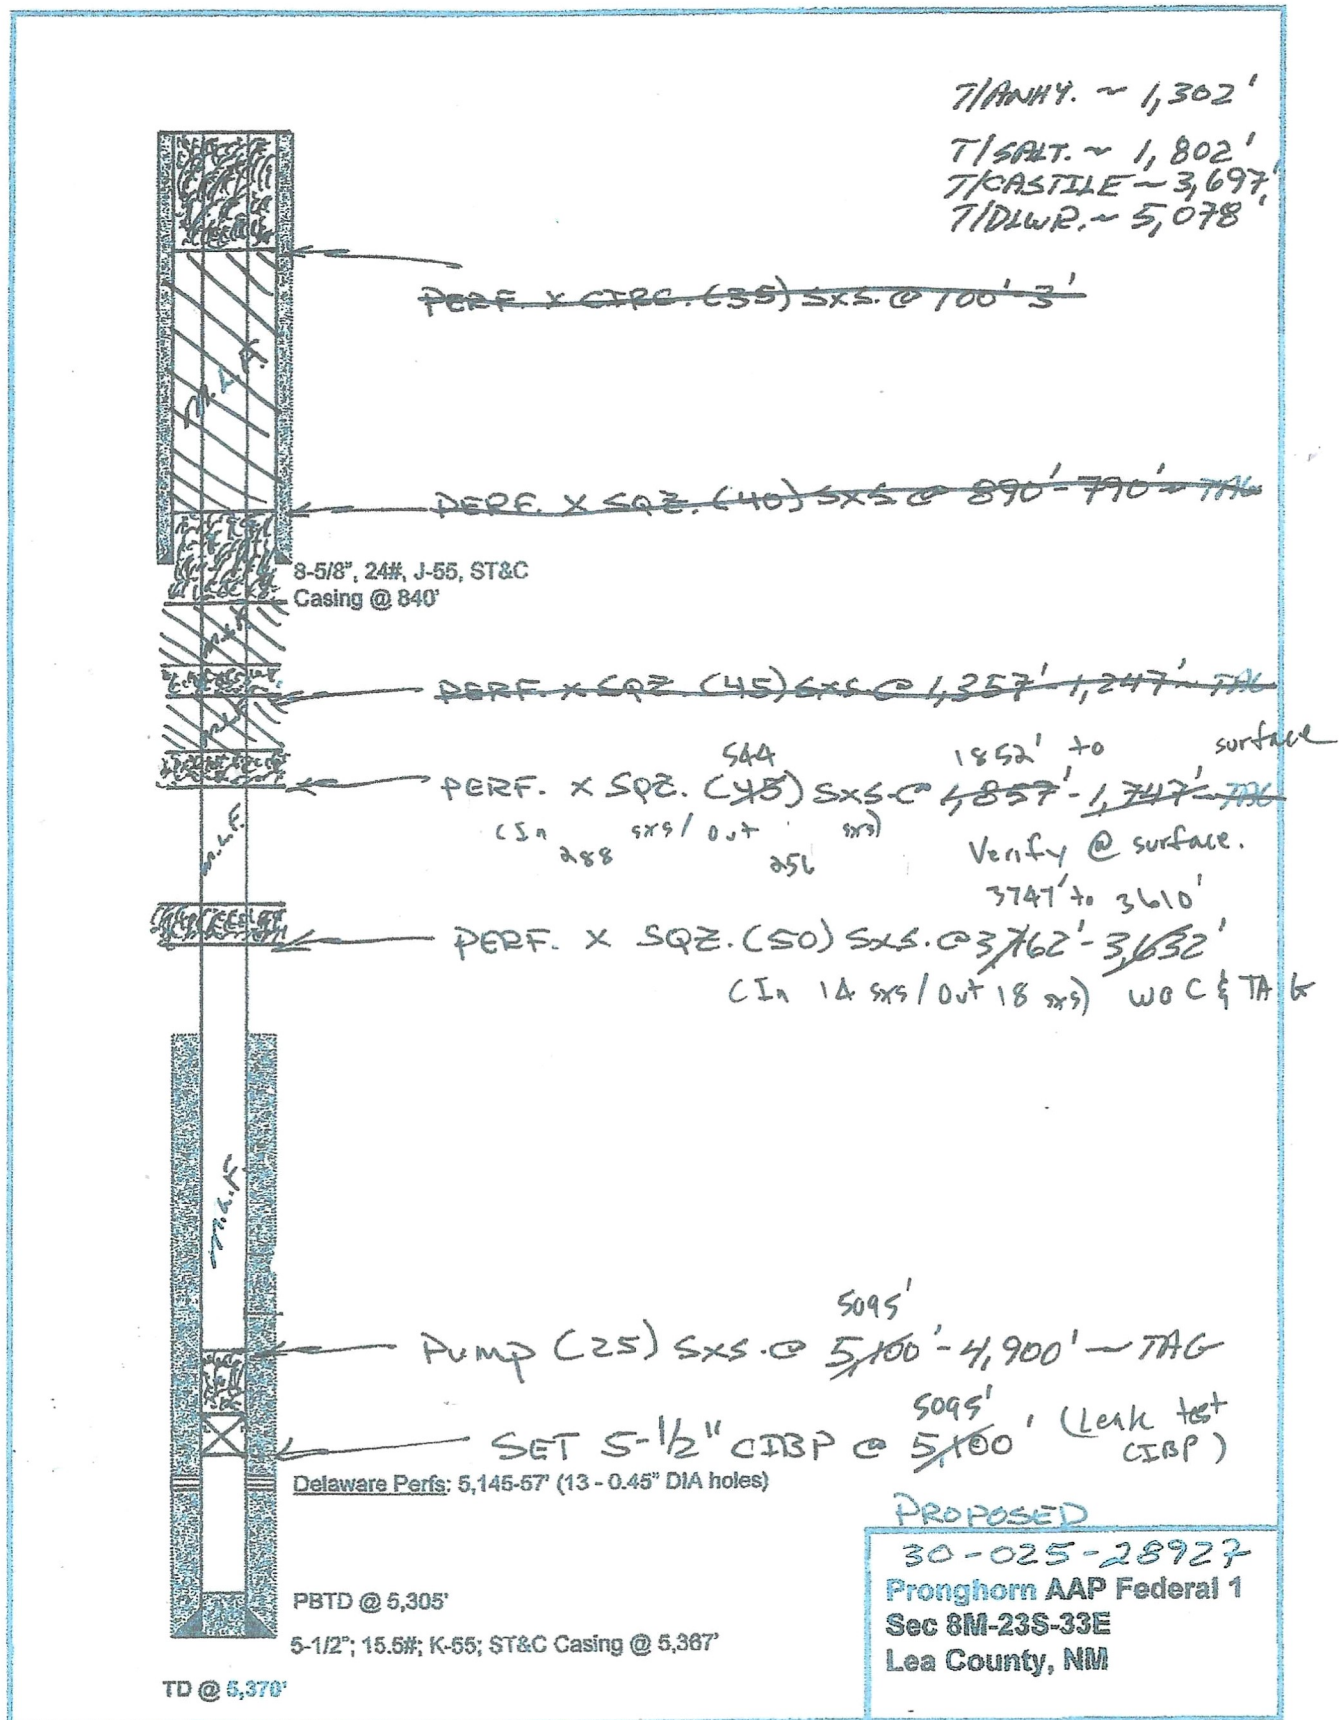 T/ANHY. ~ 1,302'
T/SALT. ~ 1,802'
T/CASTILE ~ 3,697'
T/DLWR. ~ 5,078'
PERF. X CIRC. (35) SXS. @ 100'-3'
M.L.F.
PERF. X SQZ. (40) SXS @ 890'-790' ~ TAG
8-5/8", 24#, J-55, ST&C
Casing @ 840'
M.L.F.
PERF. X SQZ. (45) SXS. @ 1,357'-1,247' ~ TAG
M.L.F.
544 1852' to surface
PERF. X SQZ. (45) SXS. @ 1,857'-1,747' ~ TAG
(In 288 sxs / out 256 sxs)
Verify @ surface.
M.L.F.
3747' to 3610'
PERF. X SQZ. (50) SXS. @ 3,762'-3,632'
(In 14 sxs / Out 18 sxs) WOC & TAG
M.L.F.
5095'
Pump (25) SXS. @ 5,100'-4,900' ~ TAG
5095'
SET 5-1/2" CIBP @ 5,100' (Leak test CIBP)
Delaware Perfs: 5,145-57' (13 - 0.45" DIA holes)
PROPOSED
30-025-28927
Pronghorn AAP Federal 1
Sec 8M-23S-33E
Lea County, NM
PBTD @ 5,305'
5-1/2"; 15.5#; K-55; ST&C Casing @ 5,367'
TD @ 5,370'